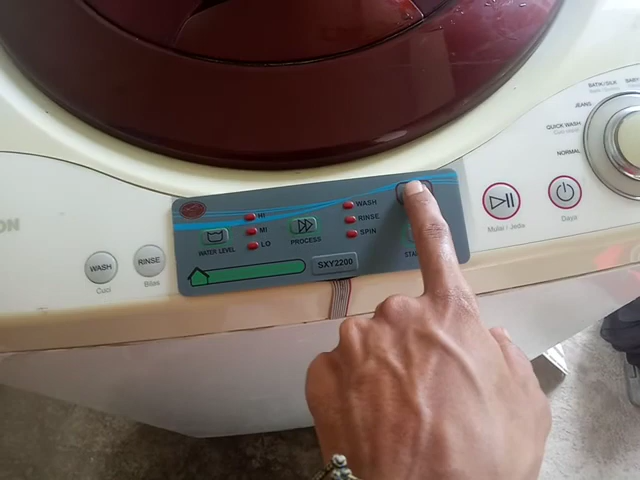 ON
WASH
Cuci
RINSE
Bilas
HI
MI
LO
WATER LEVEL
PROCESS
WASH
RINSE
SPIN
SXY2200
Mulai / Jeda
Daya
BATIK/SILK
JEANS
QUICK WASH
NORMAL